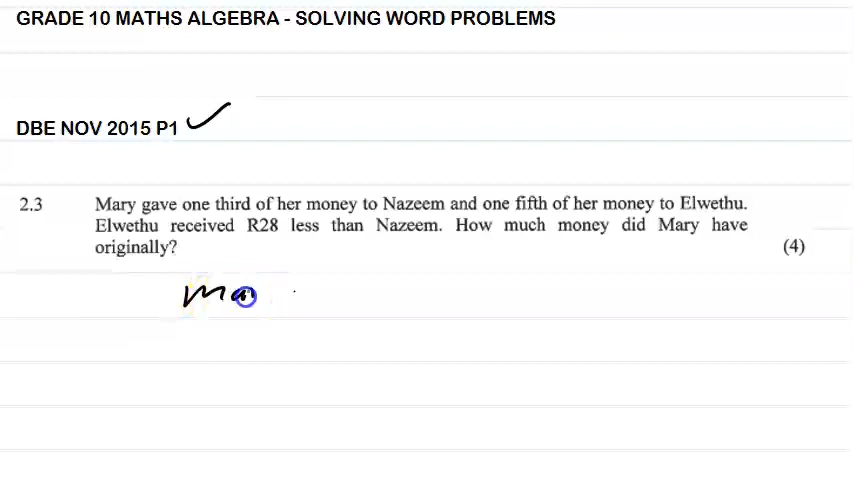 GRADE 10 MATHS ALGEBRA - SOLVING WORD PROBLEMS
DBE NOV 2015 P1
2.3 Mary gave one third of her money to Nazeem and one fifth of her money to Elwethu.
Elwethu received R28 less than Nazeem. How much money did Mary have
originally? (4)
Ma